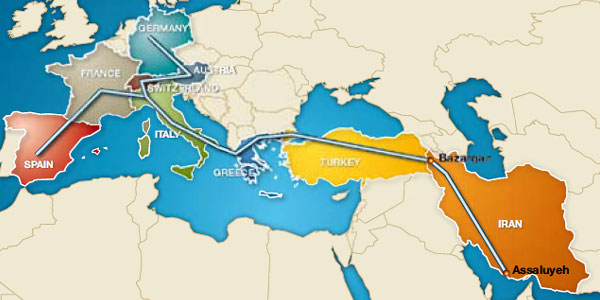 GERMANY
FRANCE
AUSTRIA
SWITZERLAND
ITALY
SPAIN
GREECE
TURKEY
Bazargan
IRAN
Assaluyeh